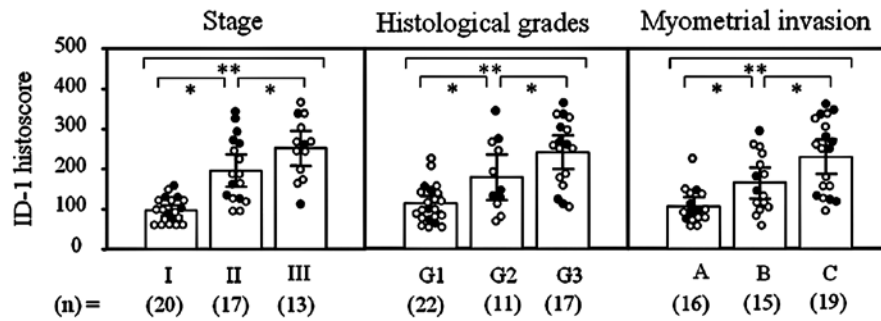 Stage Histological grades Myometrial invasion
500
400
300
200
100
0
ID-1 histoscore
** ** **
* * * * * *
I II III G1 G2 G3 A B C
(n) = (20) (17) (13) (22) (11) (17) (16) (15) (19)